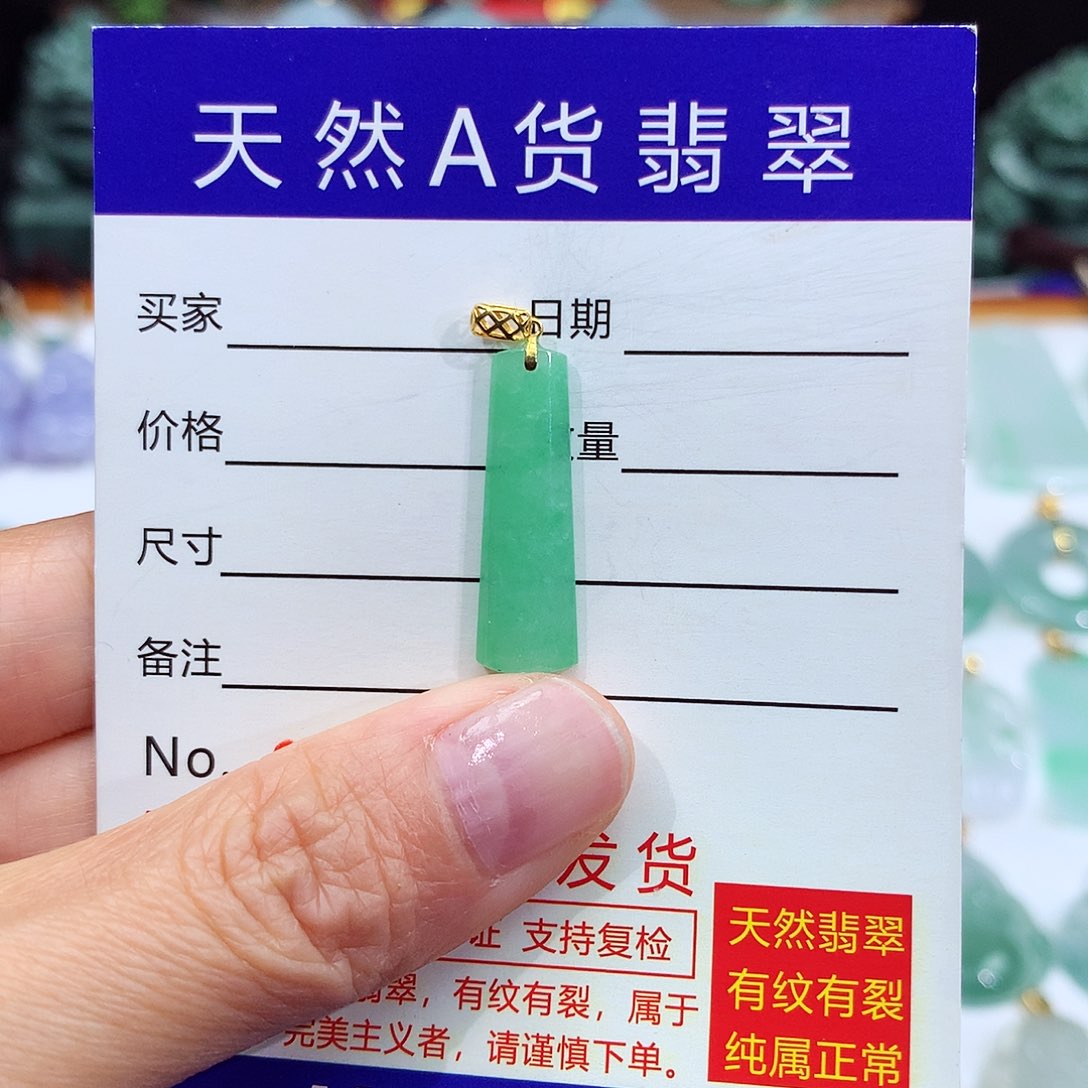 天然A货翡翠
买家 日期
价格 量
尺寸
备注
No.
发货
支持复检
翡翠，有纹有裂，属于
完美主义者，请谨慎下单。
天然翡翠
有纹有裂
纯属正常